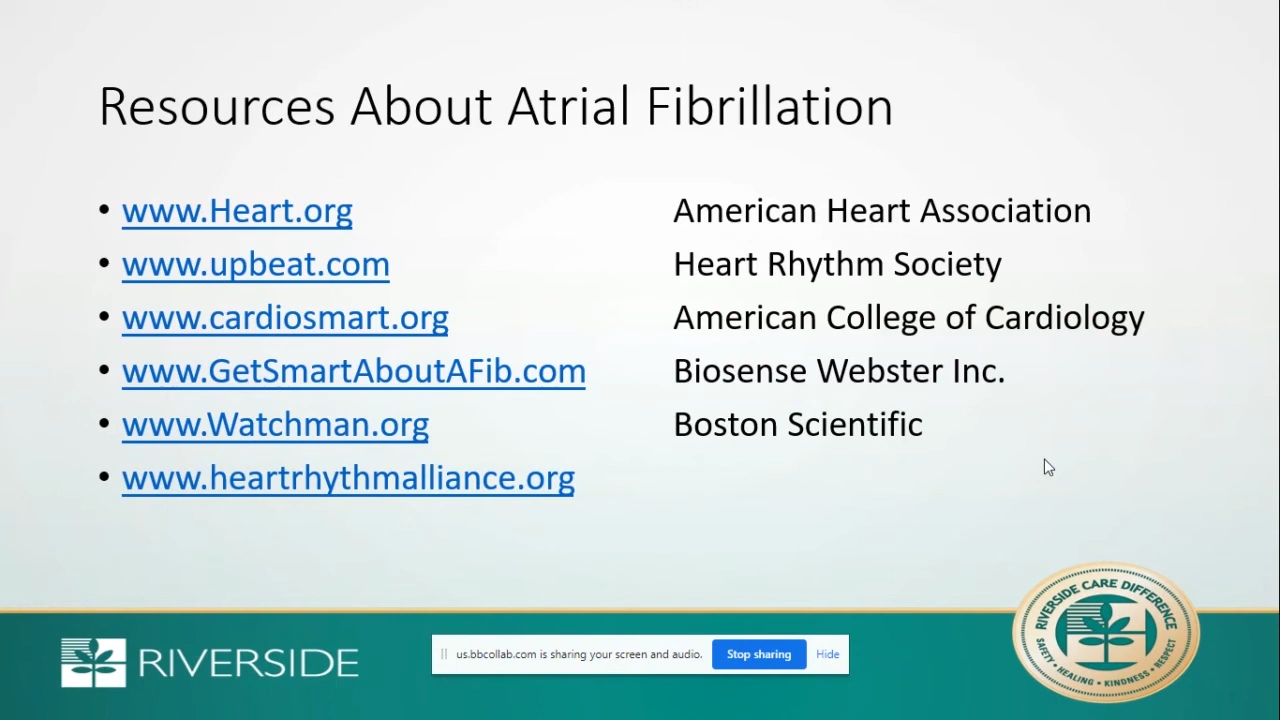 Resources About Atrial Fibrillation
• www.Heart.org American Heart Association
• www.upbeat.com Heart Rhythm Society
• www.cardiosmart.org American College of Cardiology
• www.GetSmartAboutAFib.com Biosense Webster Inc.
• www.Watchman.org Boston Scientific
• www.heartrhythmalliance.org
RIVERSIDE CARE DIFFERENCE
SAFETY • HEALING • KINDNESS • RESPECT
RIVERSIDE
us.bbcollab.com is sharing your screen and audio. Stop sharing Hide